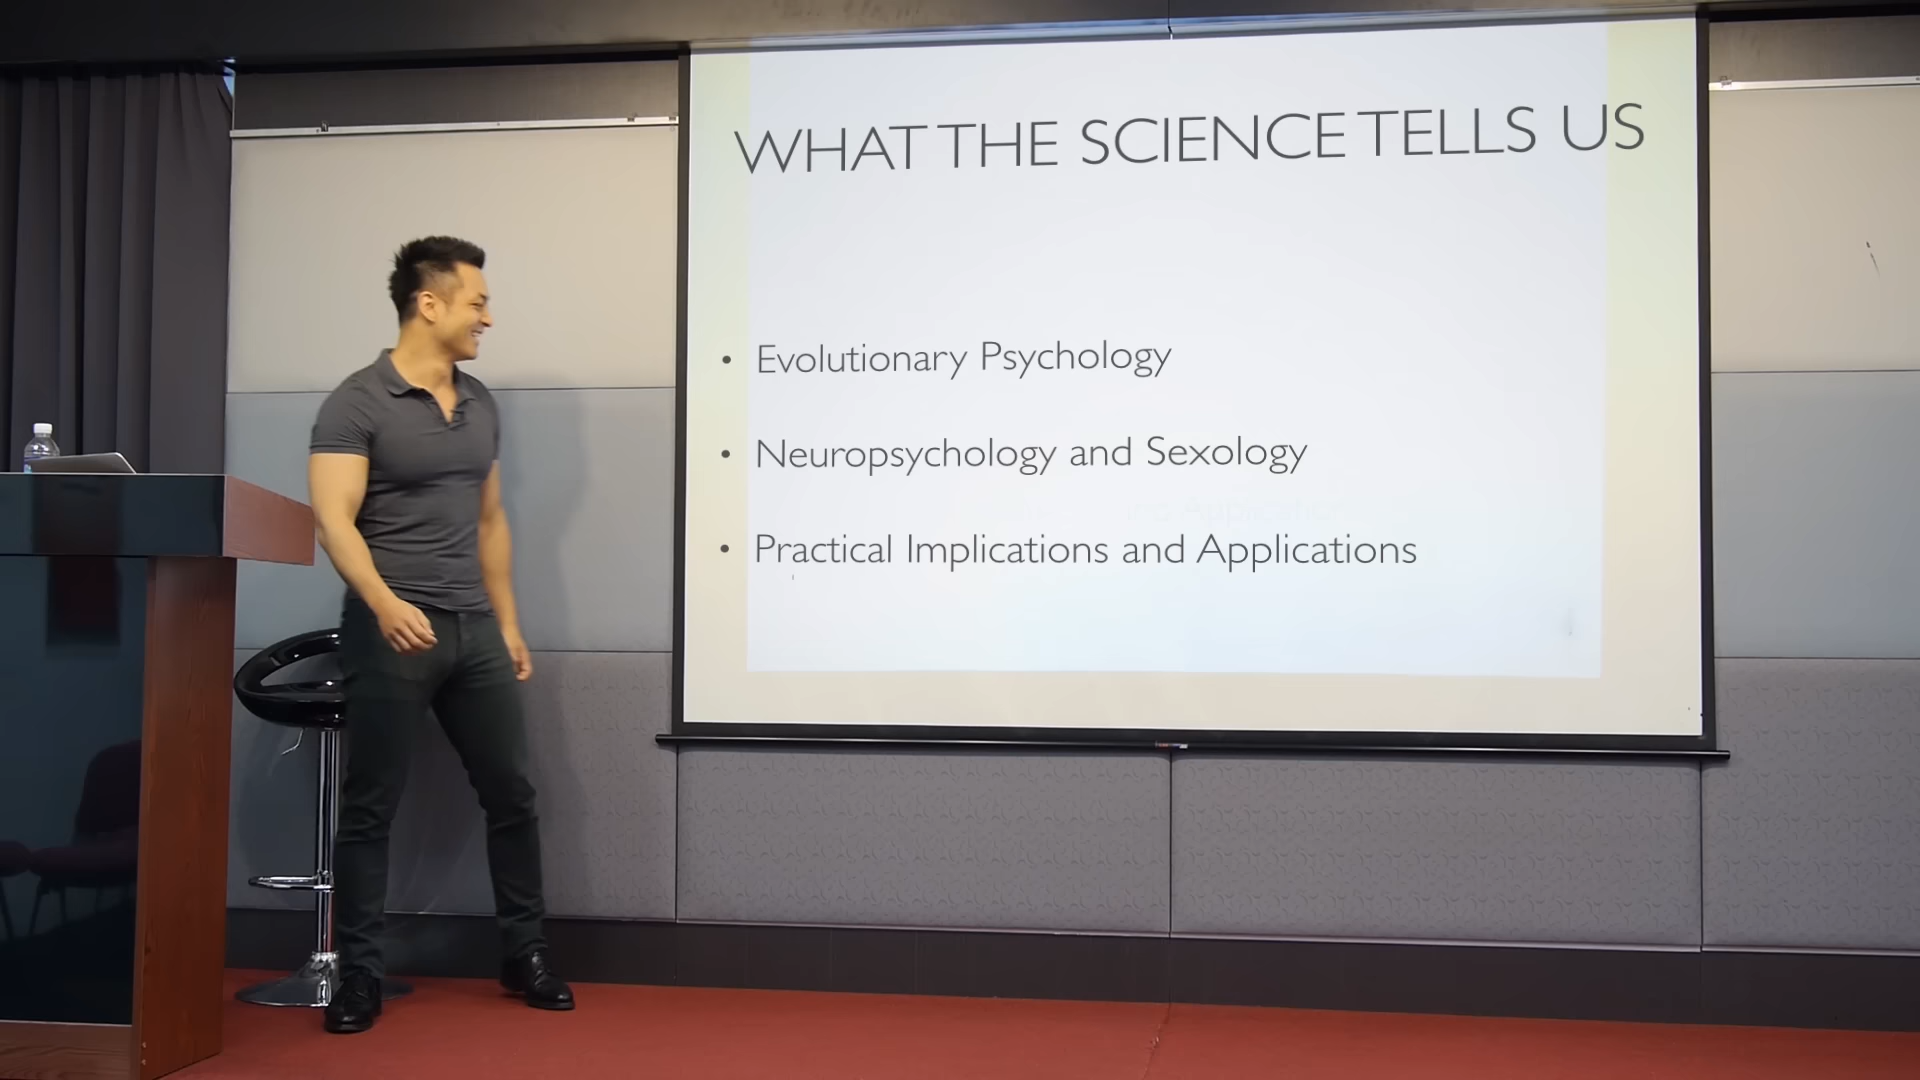 WHAT THE SCIENCE TELLS US
• Evolutionary Psychology
• Neuropsychology and Sexology
• Practical Implications and Applications